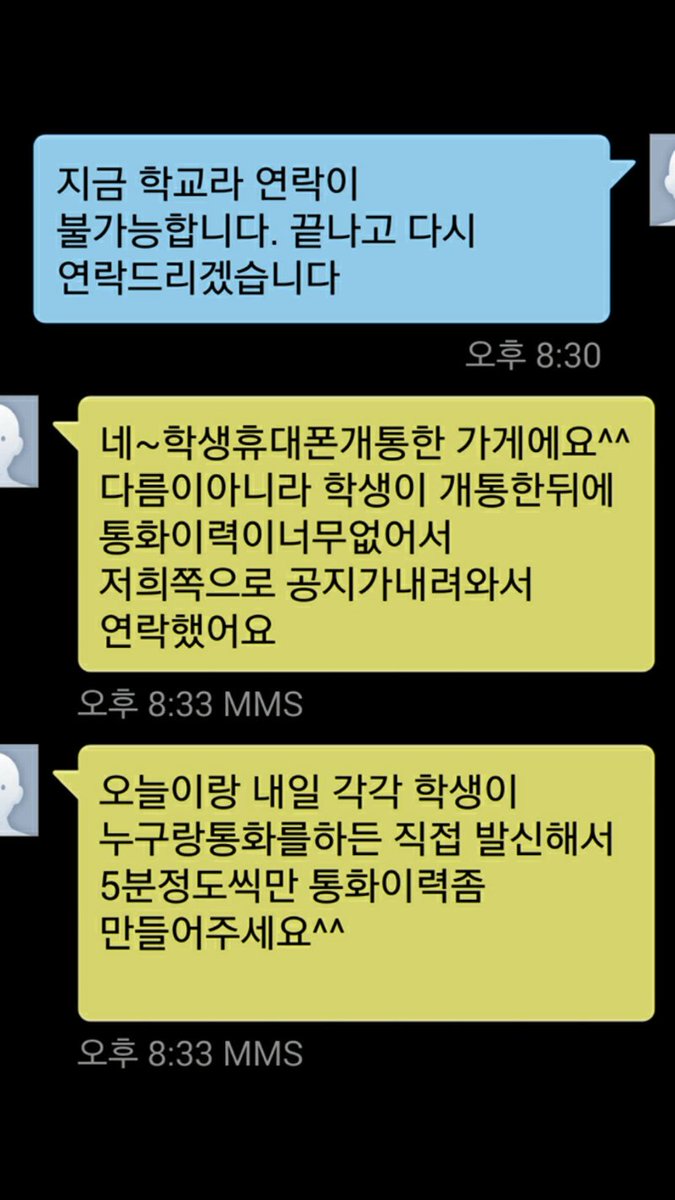 지금 학교라 연락이
불가능합니다. 끝나고 다시
연락드리겠습니다
오후 8:30
네~학생휴대폰개통한 가게에요^^
다름이아니라 학생이 개통한뒤에
통화이력이너무없어서
저희쪽으로 공지가내려와서
연락했어요
오후 8:33 MMS
오늘이랑 내일 각각 학생이
누구랑통화를하든 직접 발신해서
5분정도씩만 통화이력좀
만들어주세요^^
오후 8:33 MMS